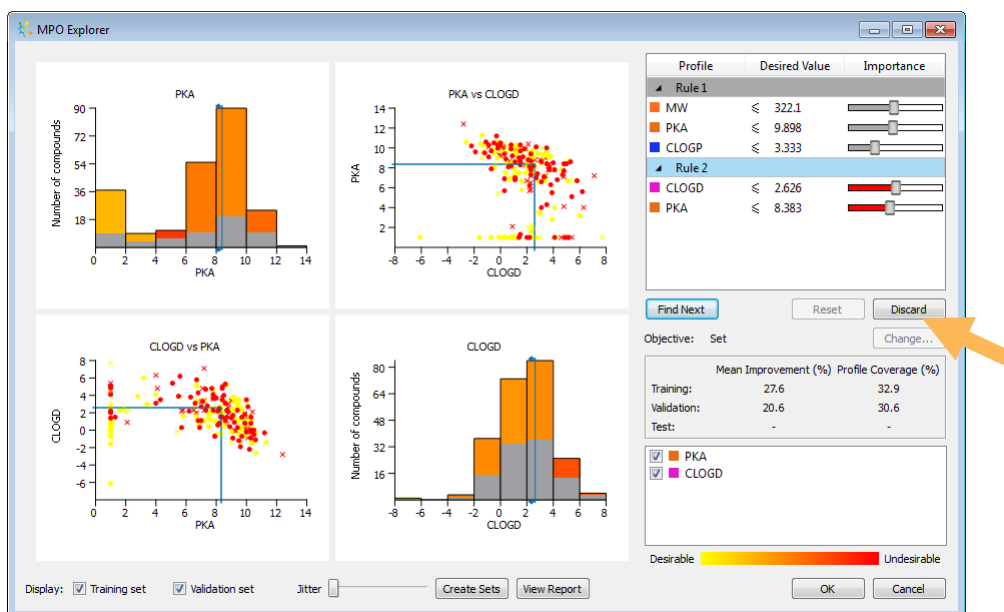 MPO Explorer
PKA
Number of compounds
90
72
54
36
18
0 2 4 6 8 10 12 14
PKA
PKA vs CLOGD
PKA
14
12
10
8
6
4
2
-8 -6 -4 -2 0 2 4 6 8
CLOGD
CLOGD vs PKA
CLOGD
8
6
4
2
0
-2
-4
-6
0 2 4 6 8 10 12 14
PKA
CLOGD
Number of compounds
80
64
48
32
16
-8 -6 -4 -2 0 2 4 6 8
CLOGD
Profile Desired Value Importance
Rule 1
MW ≤ 322.1
PKA ≤ 9.898
CLOGP ≤ 3.333
Rule 2
CLOGD ≤ 2.626
PKA ≤ 8.383
Find Next Reset Discard
Objective: Set Change...
Mean Improvement (%) Profile Coverage (%)
Training: 27.6 32.9
Validation: 20.6 30.6
Test: - -
PKA
CLOGD
Desirable Undesirable
Display: Training set Validation set Jitter Create Sets View Report OK Cancel